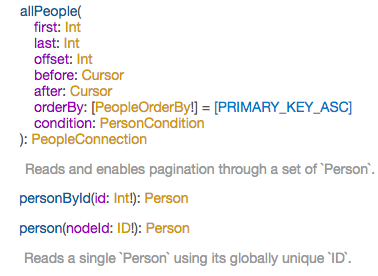 allPeople(
first: Int
last: Int
offset: Int
before: Cursor
after: Cursor
orderBy: [PeopleOrderBy!] = [PRIMARY_KEY_ASC]
condition: PersonCondition
): PeopleConnection
Reads and enables pagination through a set of `Person`.
personById(id: Int!): Person
person(nodeId: ID!): Person
Reads a single `Person` using its globally unique `ID`.